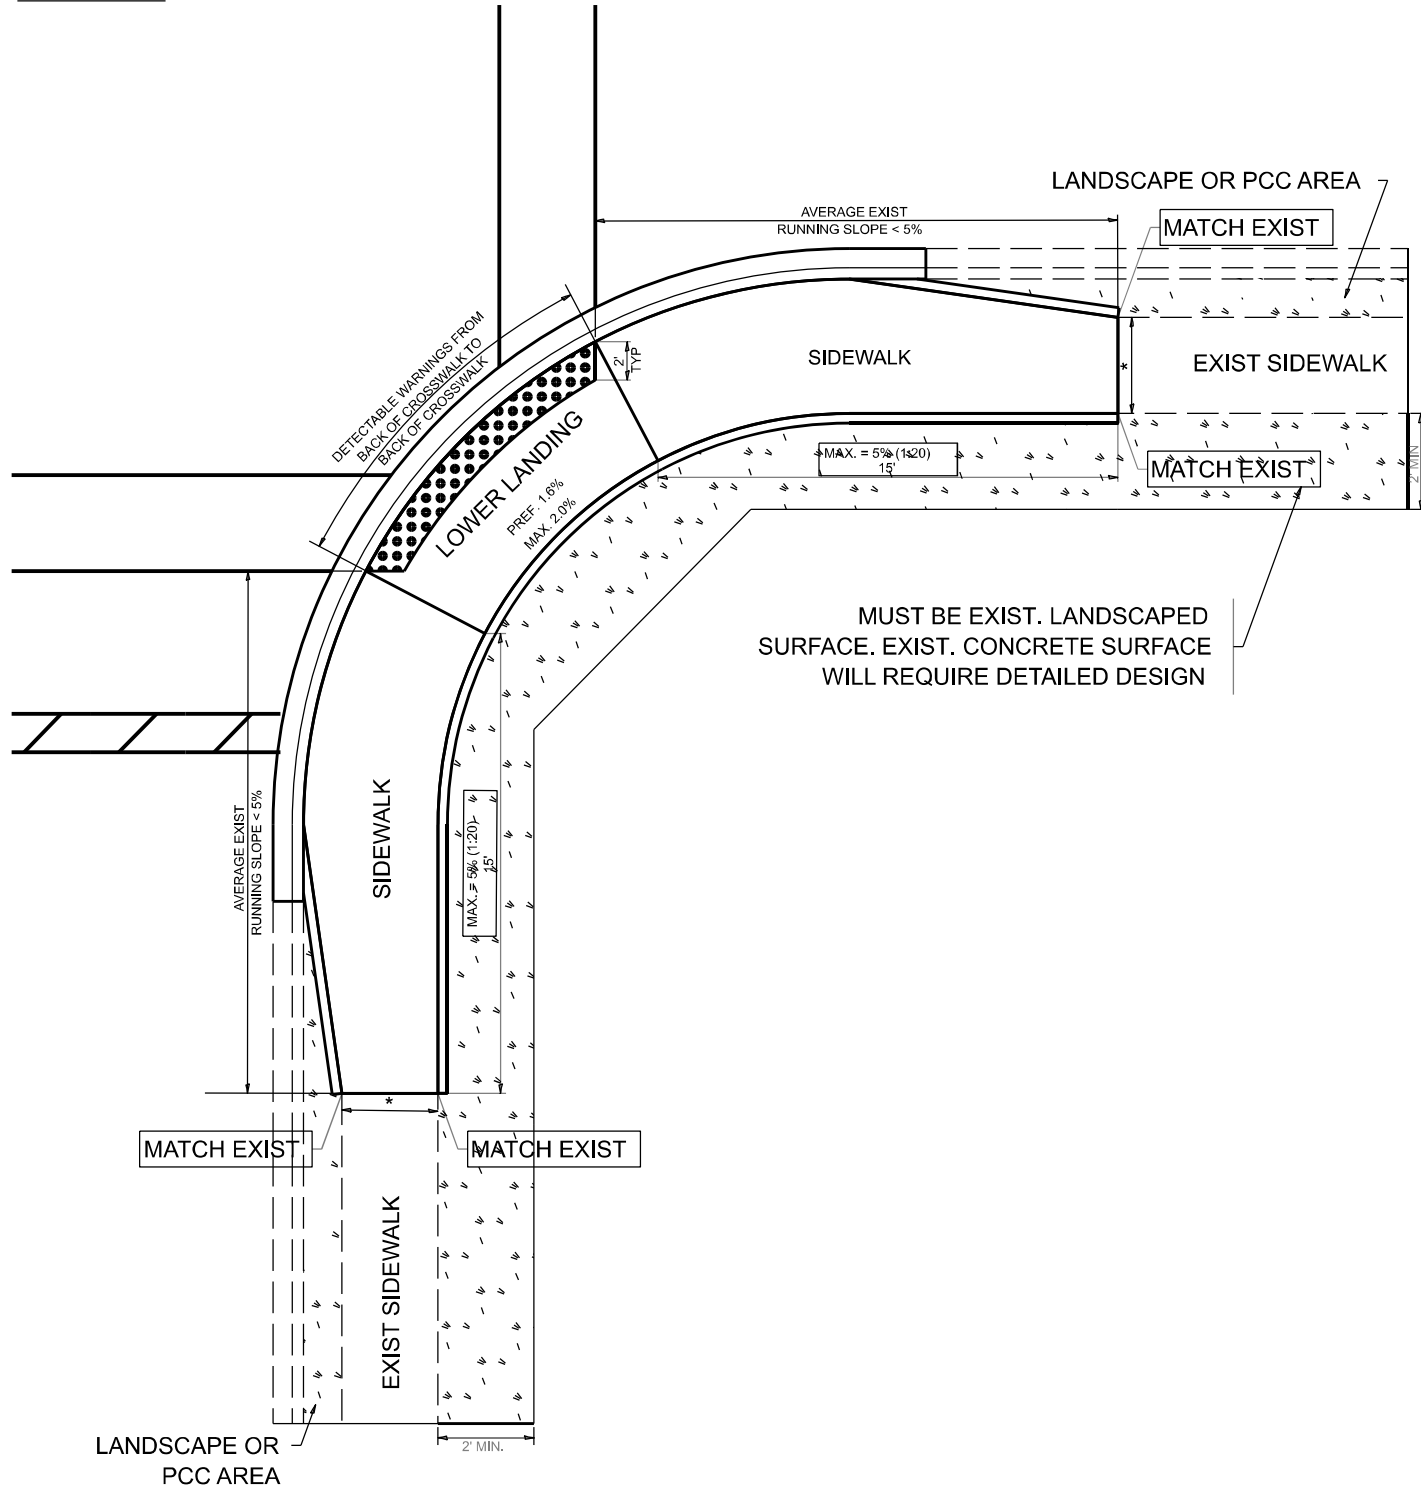 LANDSCAPE OR PCC AREA
AVERAGE EXIST
RUNNING SLOPE < 5%
MATCH EXIST
DETECTABLE WARNINGS FROM
BACK OF CROSSWALK TO
BACK OF CROSSWALK
2'
TYP
SIDEWALK
*
EXIST SIDEWALK
LOWER LANDING
PREF. 1.6%
MAX. 2.0%
MAX. = 5% (1:20)
15'
MATCH EXIST
2' MIN
MUST BE EXIST. LANDSCAPED
SURFACE. EXIST. CONCRETE SURFACE
WILL REQUIRE DETAILED DESIGN
AVERAGE EXIST
RUNNING SLOPE < 5%
SIDEWALK
MAX. = 5% (1:20)
15'
*
MATCH EXIST
MATCH EXIST
EXIST SIDEWALK
LANDSCAPE OR
PCC AREA
2' MIN.